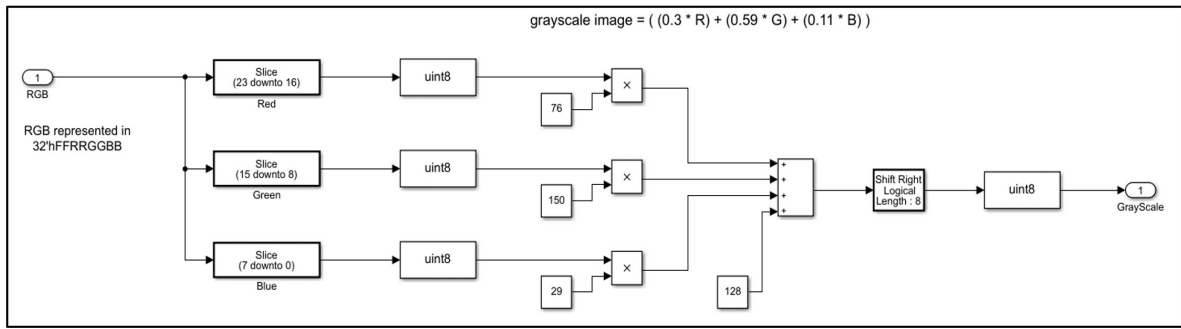 grayscale image = ( (0.3 * R) + (0.59 * G) + (0.11 * B) )
1
RGB
RGB represented in
32'hFFRRGGBB
Slice
(23 downto 16)
Red
uint8
76
×
Slice
(15 downto 8)
Green
uint8
150
×
Slice
(7 downto 0)
Blue
uint8
29
×
128
+
+
+
+
Shift Right
Logical
Length : 8
uint8
1
GrayScale